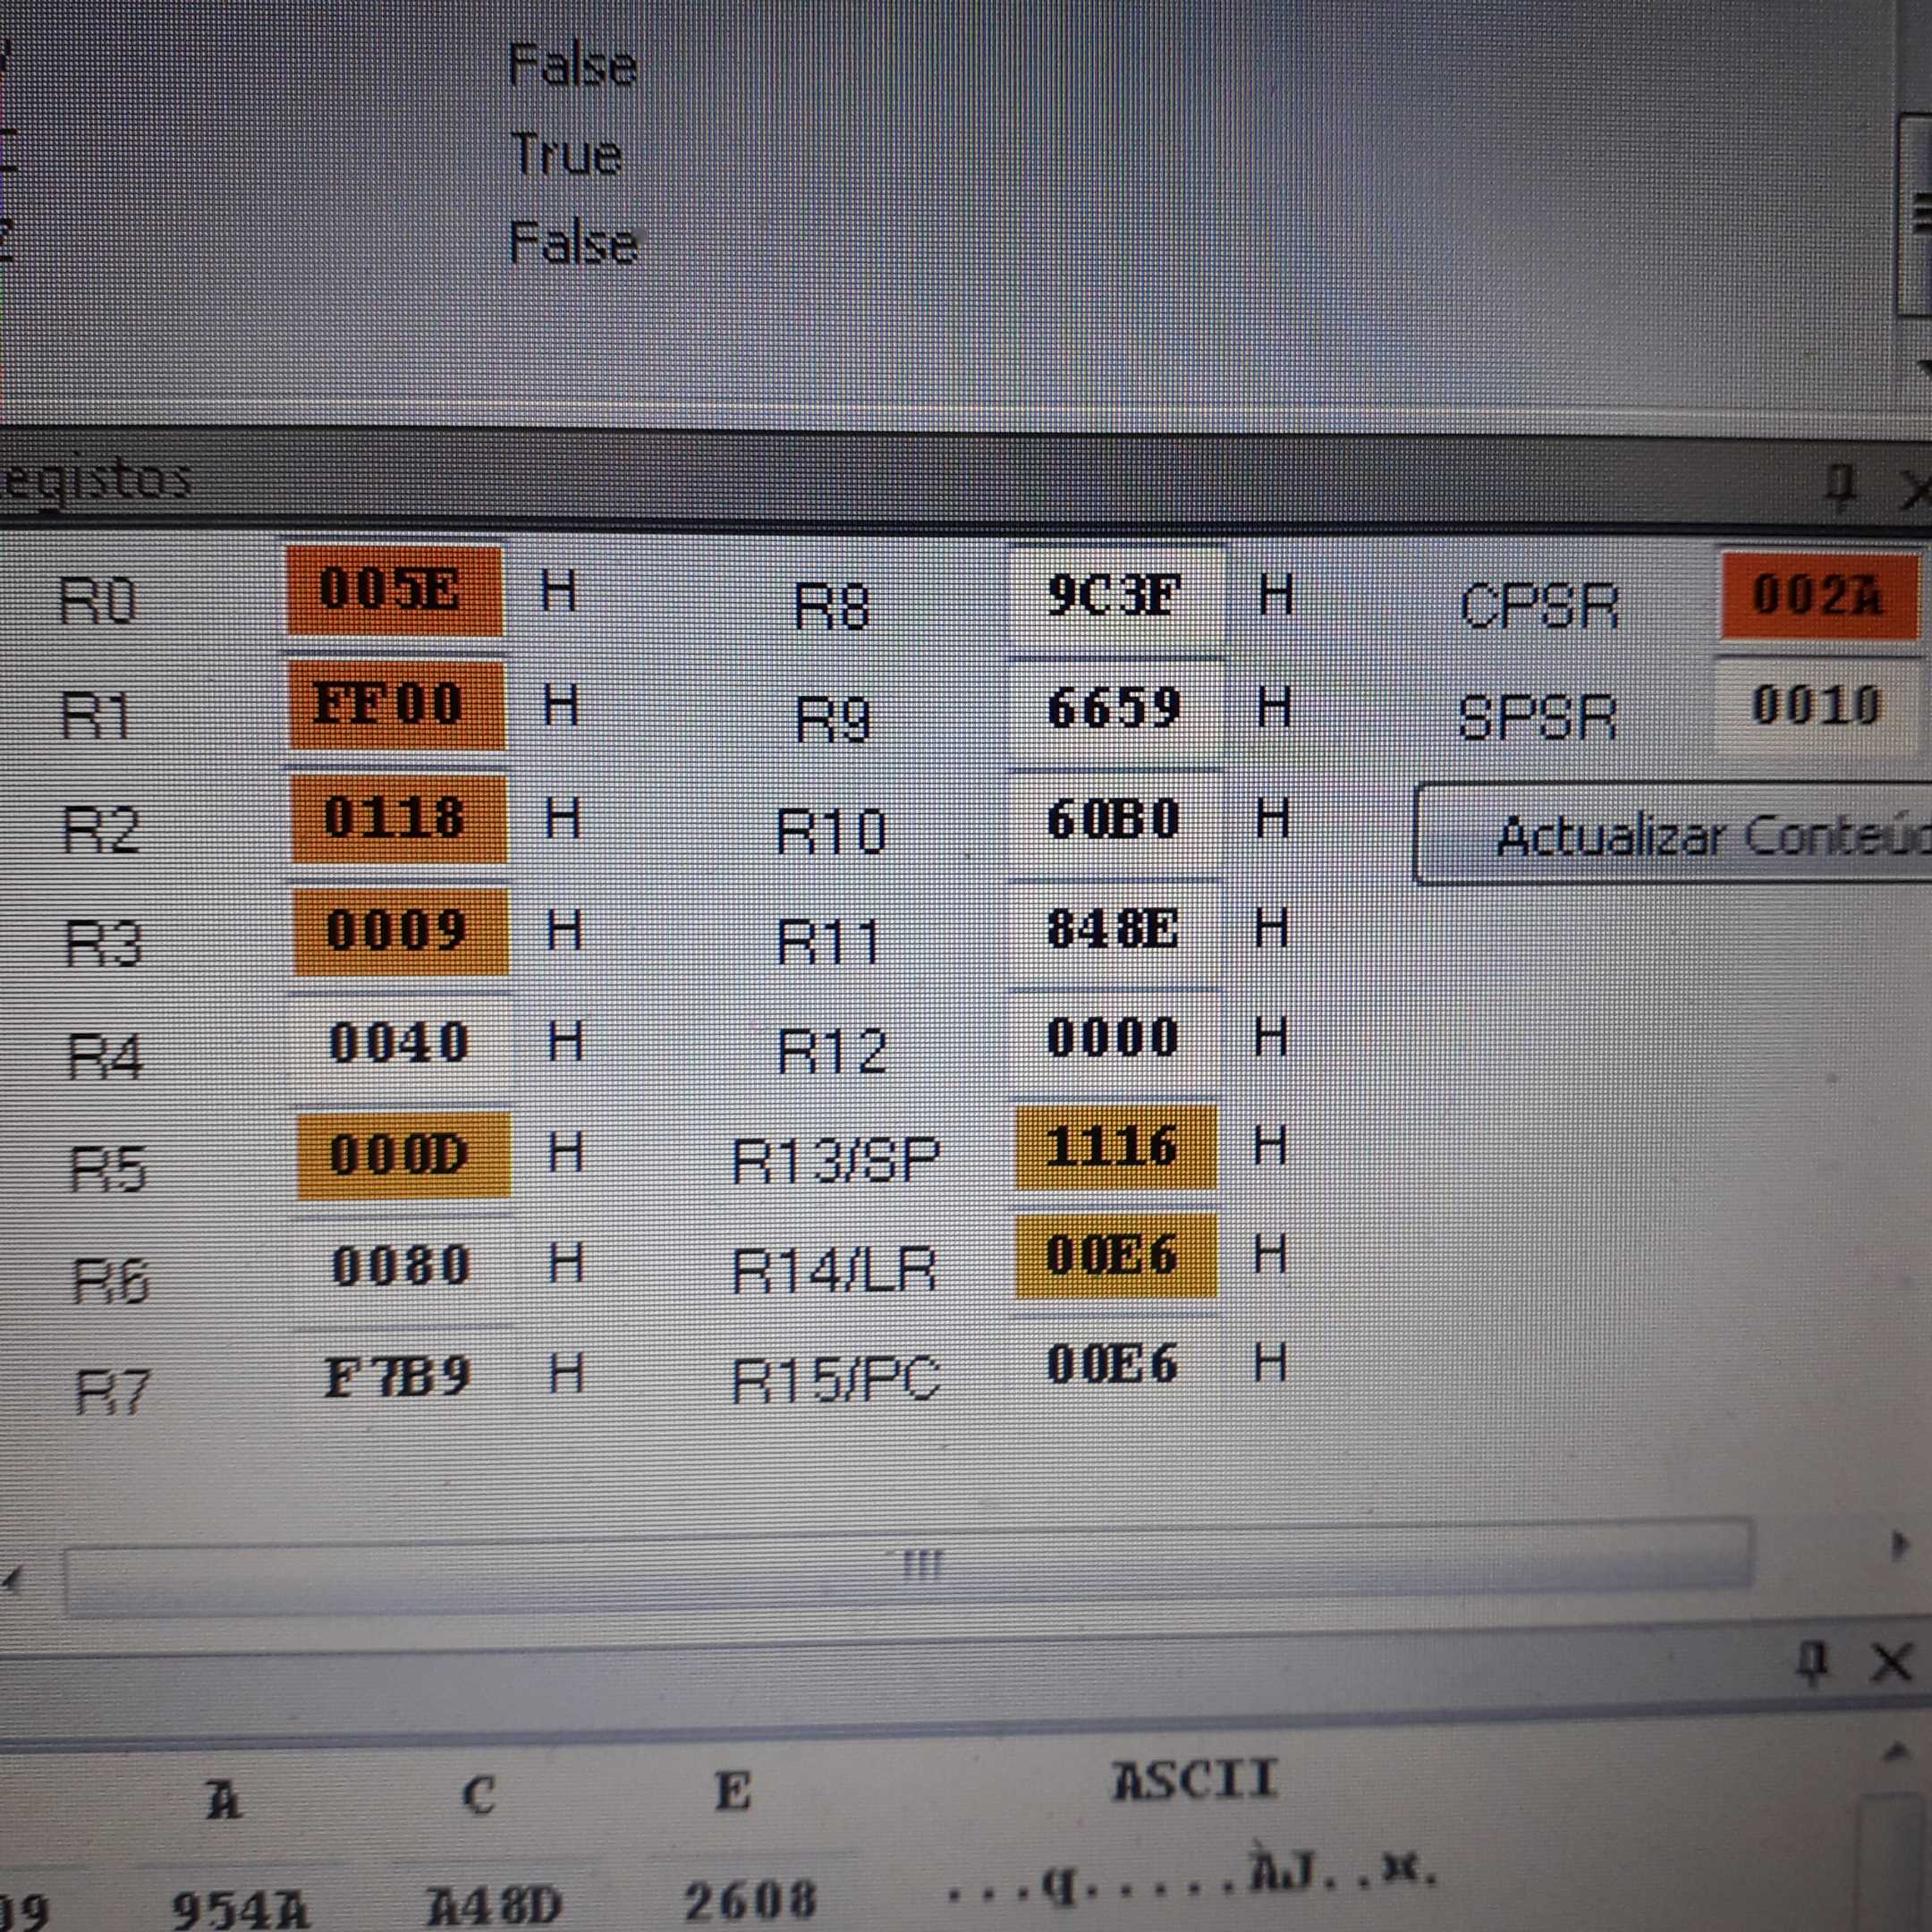 False
True
False
egistos
R0 005E H R8 9C3F H CPSR 002A
R1 FF00 H R9 6659 H SPSR 0010
R2 0118 H R10 60B0 H Actualizar Conteú
R3 0009 H R11 848E H
R4 0040 H R12 0000 H
R5 000D H R13/SP 1116 H
R6 0080 H R14/LR 00E6 H
R7 F7B9 H R15/PC 00E6 H
A C E ASCII
09 954A A48D 2608 ...q.....ÀJ..¤.